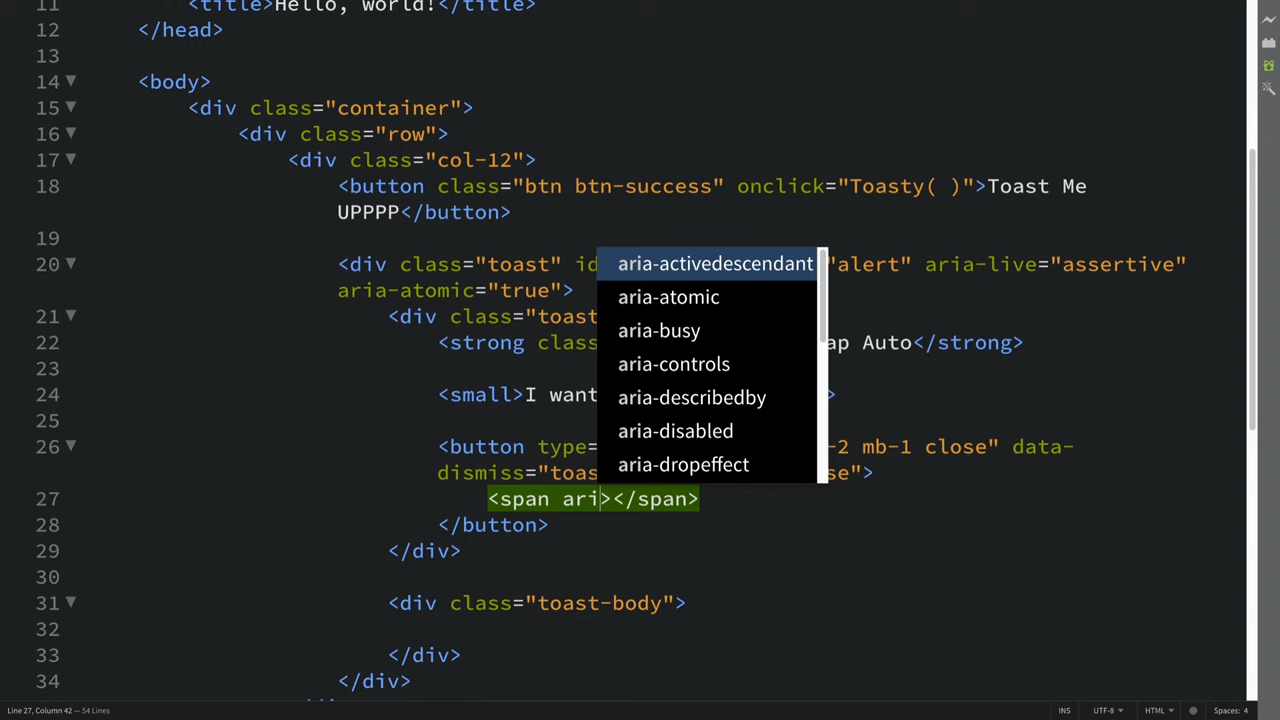 11 <title>Hello, world!</title>
12 </head>
13
14 <body>
15 <div class="container">
16 <div class="row">
17 <div class="col-12">
18 <button class="btn btn-success" onclick="Toasty( )">Toast Me
UPPPP</button>
19
20 <div class="toast" id "alert" aria-live="assertive"
aria-atomic="true">
21 <div class="toast
22 <strong class ap Auto</strong>
23
24 <small>I want >
25
26 <button type= -2 mb-1 close" data-
dismiss="toas se">
27 <span ari></span>
28 </button>
29 </div>
30
31 <div class="toast-body">
32
33 </div>
34 </div>
aria-activedescendant
aria-atomic
aria-busy
aria-controls
aria-describedby
aria-disabled
aria-dropeffect
Line 27, Column 42 — 54 Lines
INS
UTF-8
HTML
Spaces: 4